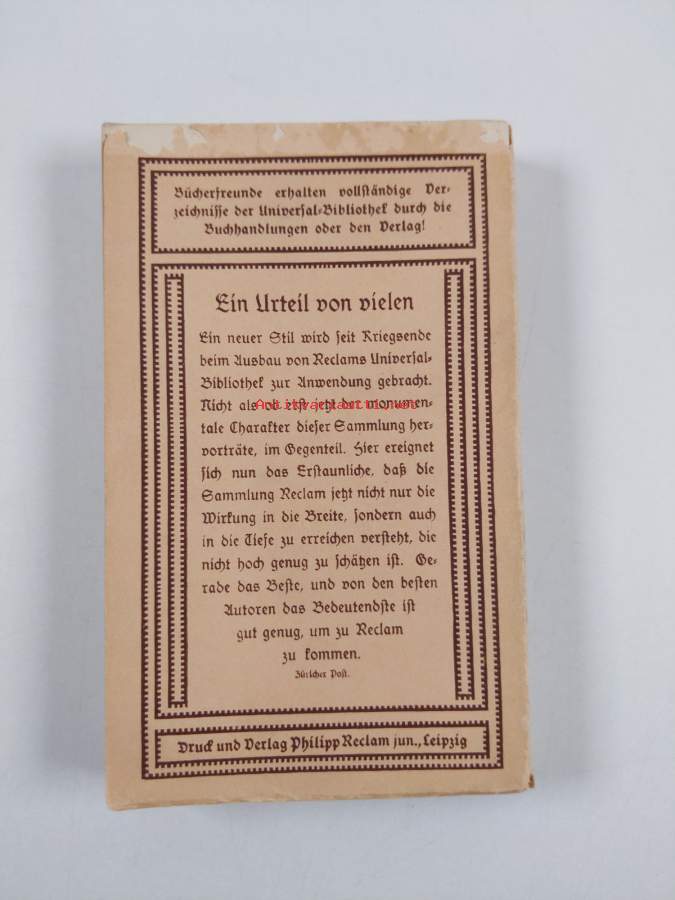 Bücherfreunde erhalten vollständige Ver-
zeichnisse der Universal-Bibliothek durch die
Buchhandlungen oder den Verlag!
Ein Urteil von vielen
Ein neuer Stil wird seit Kriegsende
beim Ausbau von Reclams Universal-
Bibliothek zur Anwendung gebracht.
Nicht als ob erst jetzt der monumen-
tale Charakter dieser Sammlung her-
vorträte, im Gegenteil. Hier ereignet
sich nun das Erstaunliche, daß die
Sammlung Reclam jetzt nicht nur die
Wirkung in die Breite, sondern auch
in die Tiefe zu erreichen versteht, die
nicht hoch genug zu schätzen ist. Ge-
rade das Beste, und von den besten
Autoren das Bedeutendste ist
gut genug, um zu Reclam
zu kommen.
Züricher Post.
Druck und Verlag Philipp Reclam jun., Leipzig